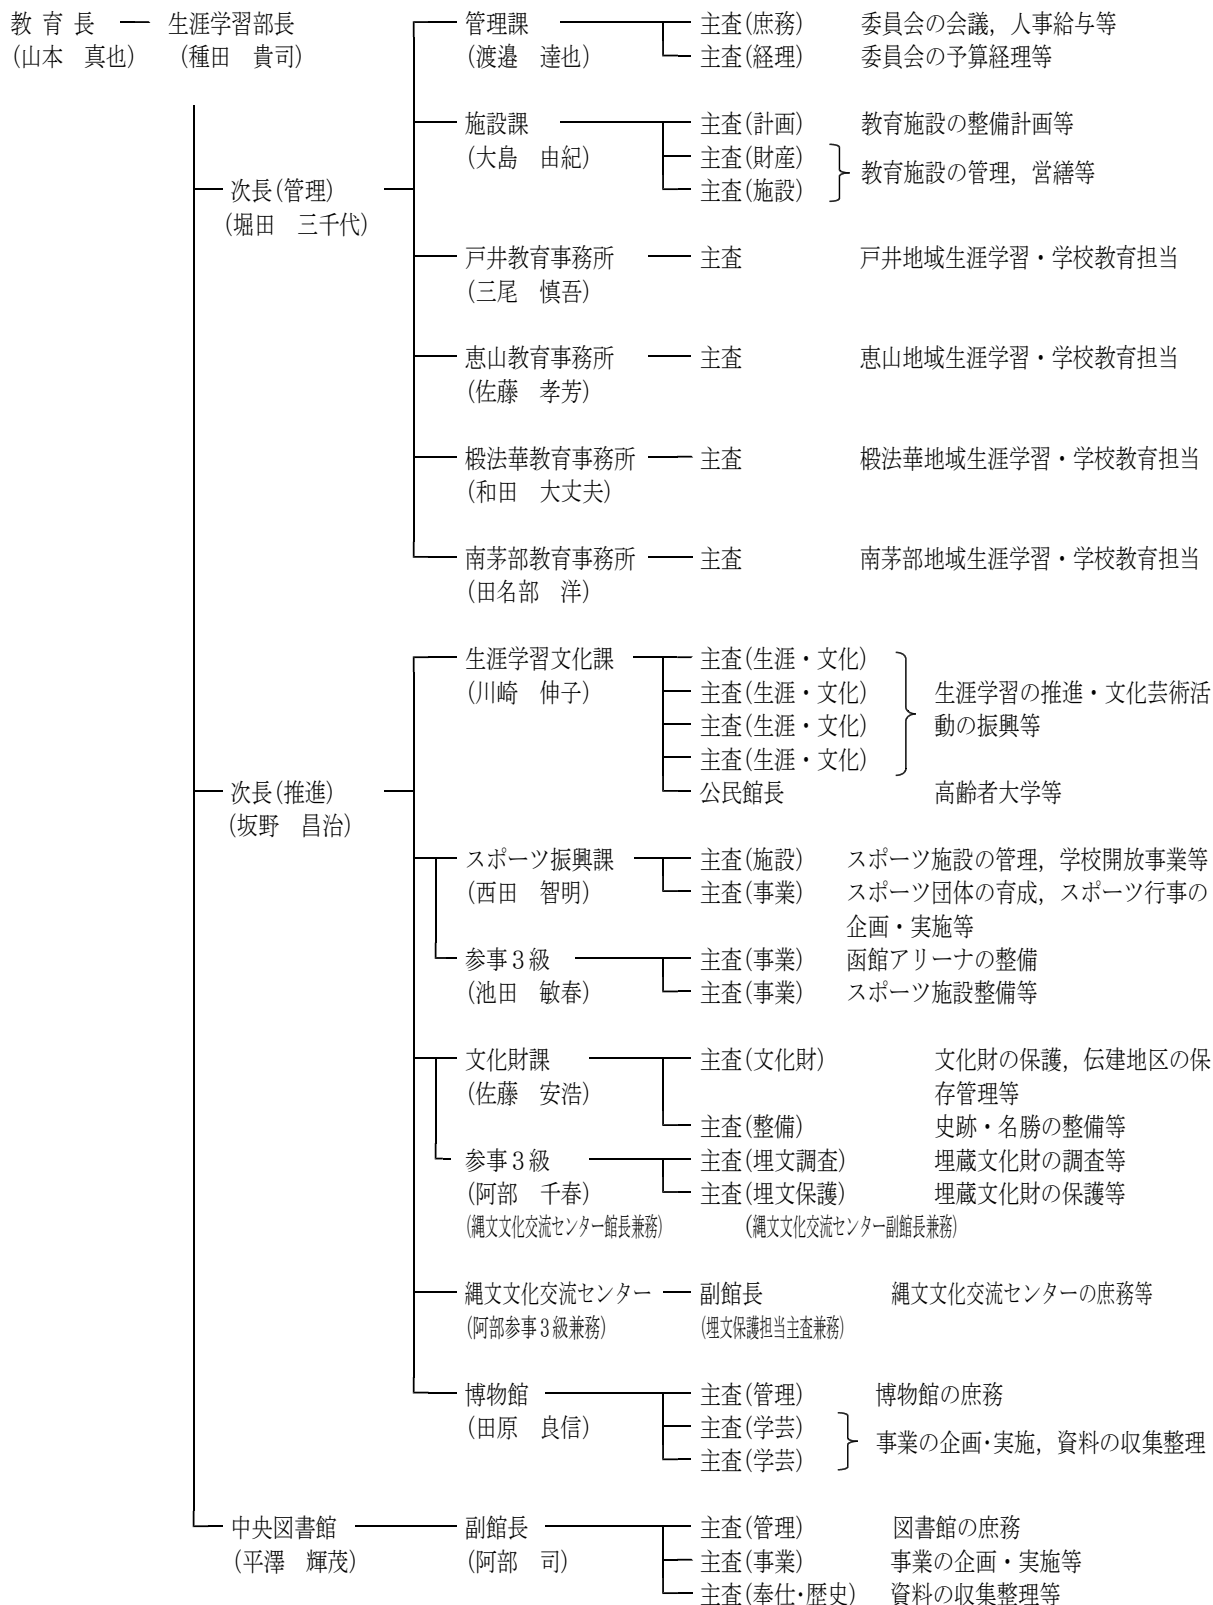 教 育 長 生涯学習部長 管理課 主査(庶務) 委員会の会議，人事給与等
(山本 真也) (種田 貴司) (渡邉 達也) 主査(経理) 委員会の予算経理等
施設課 主査(計画) 教育施設の整備計画等
(大島 由紀) 主査(財産)
教育施設の管理，営繕等
次長(管理) 主査(施設)
(堀田 三千代)
戸井教育事務所 主査 戸井地域生涯学習・学校教育担当
(三尾 慎吾)
恵山教育事務所 主査 恵山地域生涯学習・学校教育担当
(佐藤 孝芳)
椴法華教育事務所 主査 椴法華地域生涯学習・学校教育担当
(和田 大丈夫)
南茅部教育事務所 主査 南茅部地域生涯学習・学校教育担当
(田名部 洋)
生涯学習文化課 主査(生涯・文化)
(川崎 伸子) 主査(生涯・文化) 生涯学習の推進・文化芸術活
主査(生涯・文化) 動の振興等
主査(生涯・文化)
次長(推進) 公民館長 高齢者大学等
(坂野 昌治)
スポーツ振興課 主査(施設) スポーツ施設の管理，学校開放事業等
(西田 智明) 主査(事業) スポーツ団体の育成，スポーツ行事の
企画・実施等
参事３級 主査(事業) 函館アリーナの整備
(池田 敏春) 主査(事業) スポーツ施設整備等
文化財課 主査(文化財) 文化財の保護，伝建地区の保
(佐藤 安浩) 存管理等
主査(整備) 史跡・名勝の整備等
参事３級 主査(埋文調査) 埋蔵文化財の調査等
(阿部 千春) 主査(埋文保護) 埋蔵文化財の保護等
(縄文文化交流センター館長兼務) (縄文文化交流センター副館長兼務)
縄文文化交流センター 副館長 縄文文化交流センターの庶務等
(阿部参事３級兼務) (埋文保護担当主査兼務)
博物館 主査(管理) 博物館の庶務
(田原 良信) 主査(学芸)
事業の企画・実施，資料の収集整理
主査(学芸)
中央図書館 副館長 主査(管理) 図書館の庶務
(平澤 輝茂) (阿部 司) 主査(事業) 事業の企画・実施等
主査(奉仕・歴史) 資料の収集整理等